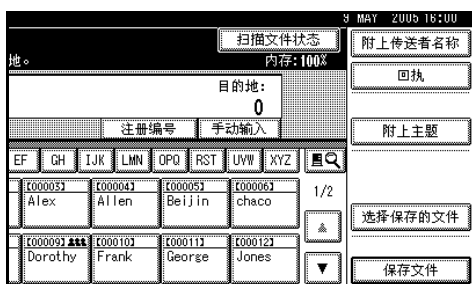 9 MAY 2005 16:00
扫描文件状态
附上传送者名称
地。
内存:100%
回执
目的地:
0
注册编号
手动输入
附上主题
EF GH IJK LMN OPQ RST UVW XYZ
[00003] [00004] [00005] [00006]
Alex Allen Beijin chaco
1/2
选择保存的文件
[00009] [00010] [00011] [00012]
Dorothy Frank George Jones
保存文件